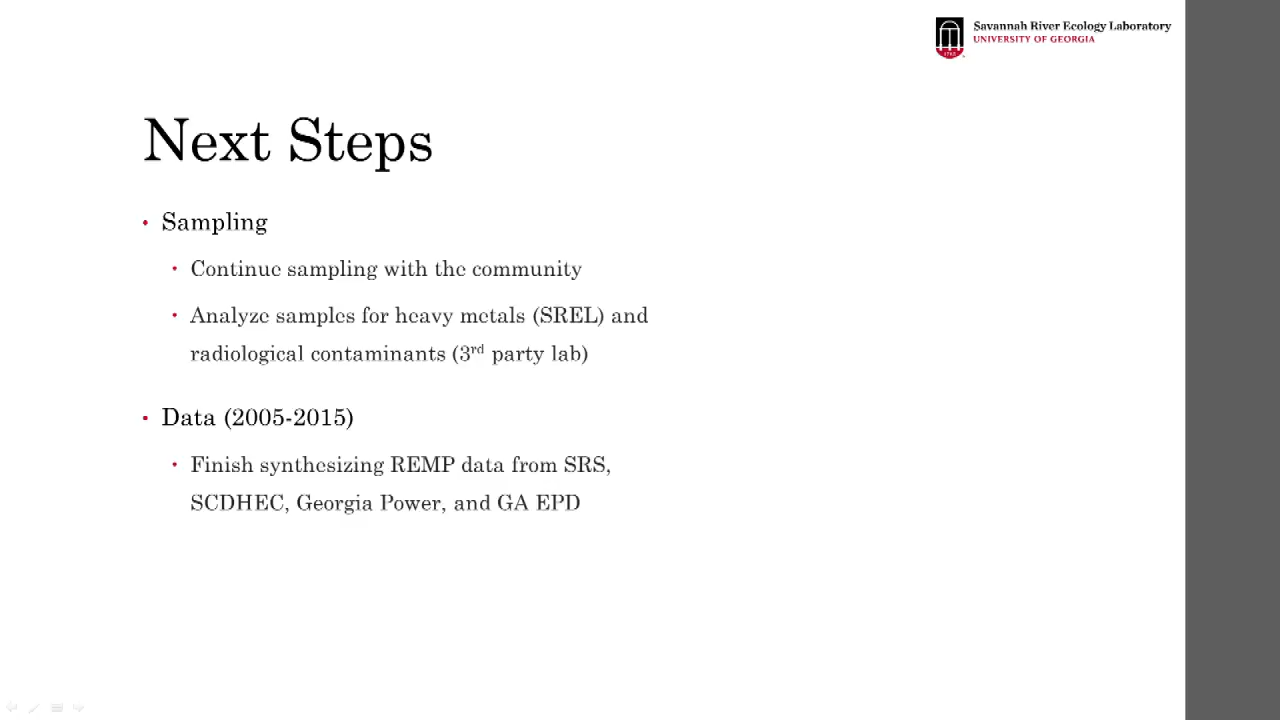 Savannah River Ecology Laboratory
UNIVERSITY OF GEORGIA
1785
Next Steps
• Sampling
• Continue sampling with the community
• Analyze samples for heavy metals (SREL) and
radiological contaminants (3rd party lab)
• Data (2005-2015)
• Finish synthesizing REMP data from SRS,
SCDHEC, Georgia Power, and GA EPD